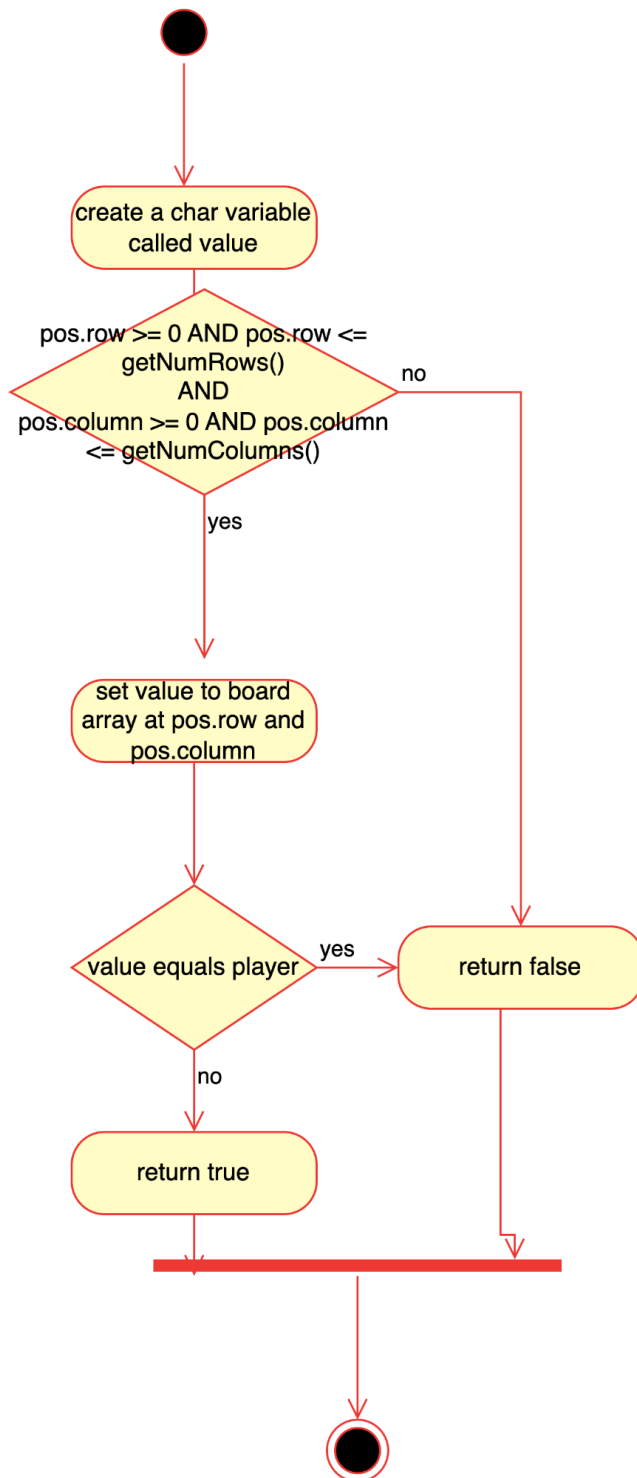 create a char variable
called value
pos.row >= 0 AND pos.row <=
getNumRows()
AND
pos.column >= 0 AND pos.column
<= getNumColumns()
no
yes
set value to board
array at pos.row and
pos.column
value equals player
yes
return false
no
return true